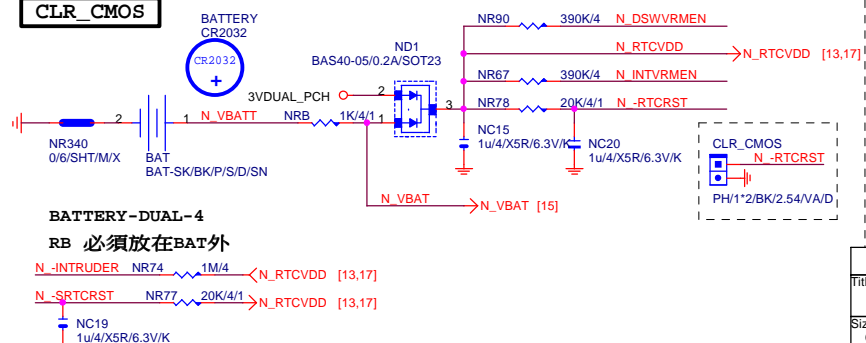 CLR_CMOS
BATTERY
CR2032
CR2032
+
ND1
BAS40-05/0.2A/SOT23
3VDUAL_PCH
2
1
3
NR90 390K/4 N_DSWVRMEN
N_RTCVDD
N_RTCVDD [13,17]
NR67 390K/4 N_INTVRMEN
NR78 20K/4/1 N_-RTCRST
2
1
N_VBATT
NRB 1K/4/1
NR340
0/6/SHT/M/X
BAT
BAT-SK/BK/P/S/D/SN
NC15
1u/4/X5R/6.3V/K
NC20
1u/4/X5R/6.3V/K
CLR_CMOS
N_-RTCRST
PH/1*2/BK/2.54/VA/D
N_VBAT
N_VBAT [15]
BATTERY-DUAL-4
RB 必須放在BAT外
N_-INTRUDER NR74 1M/4 N_RTCVDD [13,17]
N_-SRTCRST NR77 20K/4/1 N_RTCVDD [13,17]
NC19
1u/4/X5R/6.3V/K